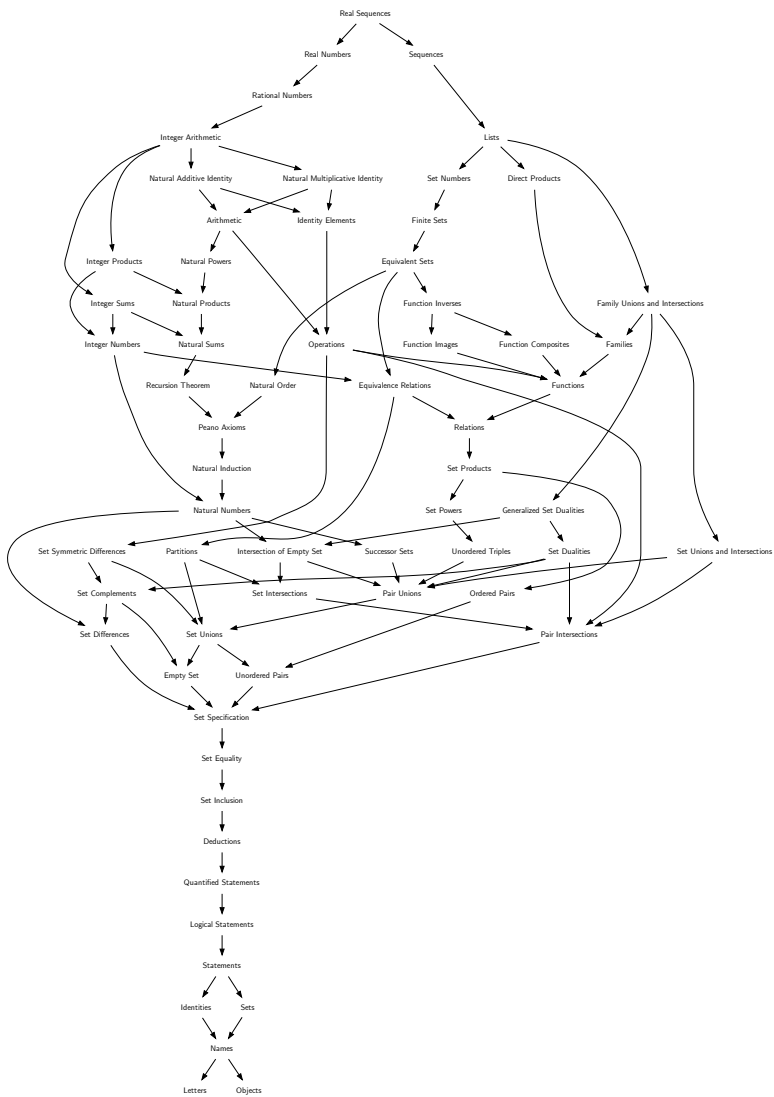 Real Sequences
Real Numbers
Sequences
Rational Numbers
Integer Arithmetic
Lists
Natural Additive Identity
Natural Multiplicative Identity
Set Numbers
Direct Products
Arithmetic
Identity Elements
Finite Sets
Integer Products
Natural Powers
Equivalent Sets
Integer Sums
Natural Products
Function Inverses
Family Unions and Intersections
Integer Numbers
Natural Sums
Operations
Function Images
Function Composites
Families
Recursion Theorem
Natural Order
Equivalence Relations
Functions
Peano Axioms
Relations
Natural Induction
Set Products
Natural Numbers
Set Powers
Generalized Set Dualities
Set Symmetric Differences
Partitions
Intersection of Empty Set
Successor Sets
Unordered Triples
Set Dualities
Set Unions and Intersections
Set Complements
Set Intersections
Pair Unions
Ordered Pairs
Set Differences
Set Unions
Pair Intersections
Empty Set
Unordered Pairs
Set Specification
Set Equality
Set Inclusion
Deductions
Quantified Statements
Logical Statements
Statements
Identities
Sets
Names
Letters
Objects